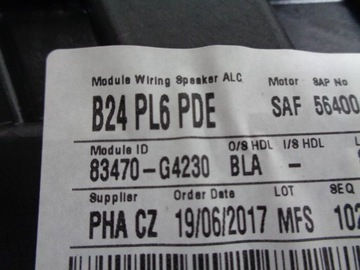 Module Wiring Speaker ALC Motor SAP No
B24 PL6 PDE SAF 56400
Module ID O/S HDL I/S HDL
83470-G4230 BLA -
Supplier Order Date LOT SEQ
PHA CZ 19/06/2017 MFS 102